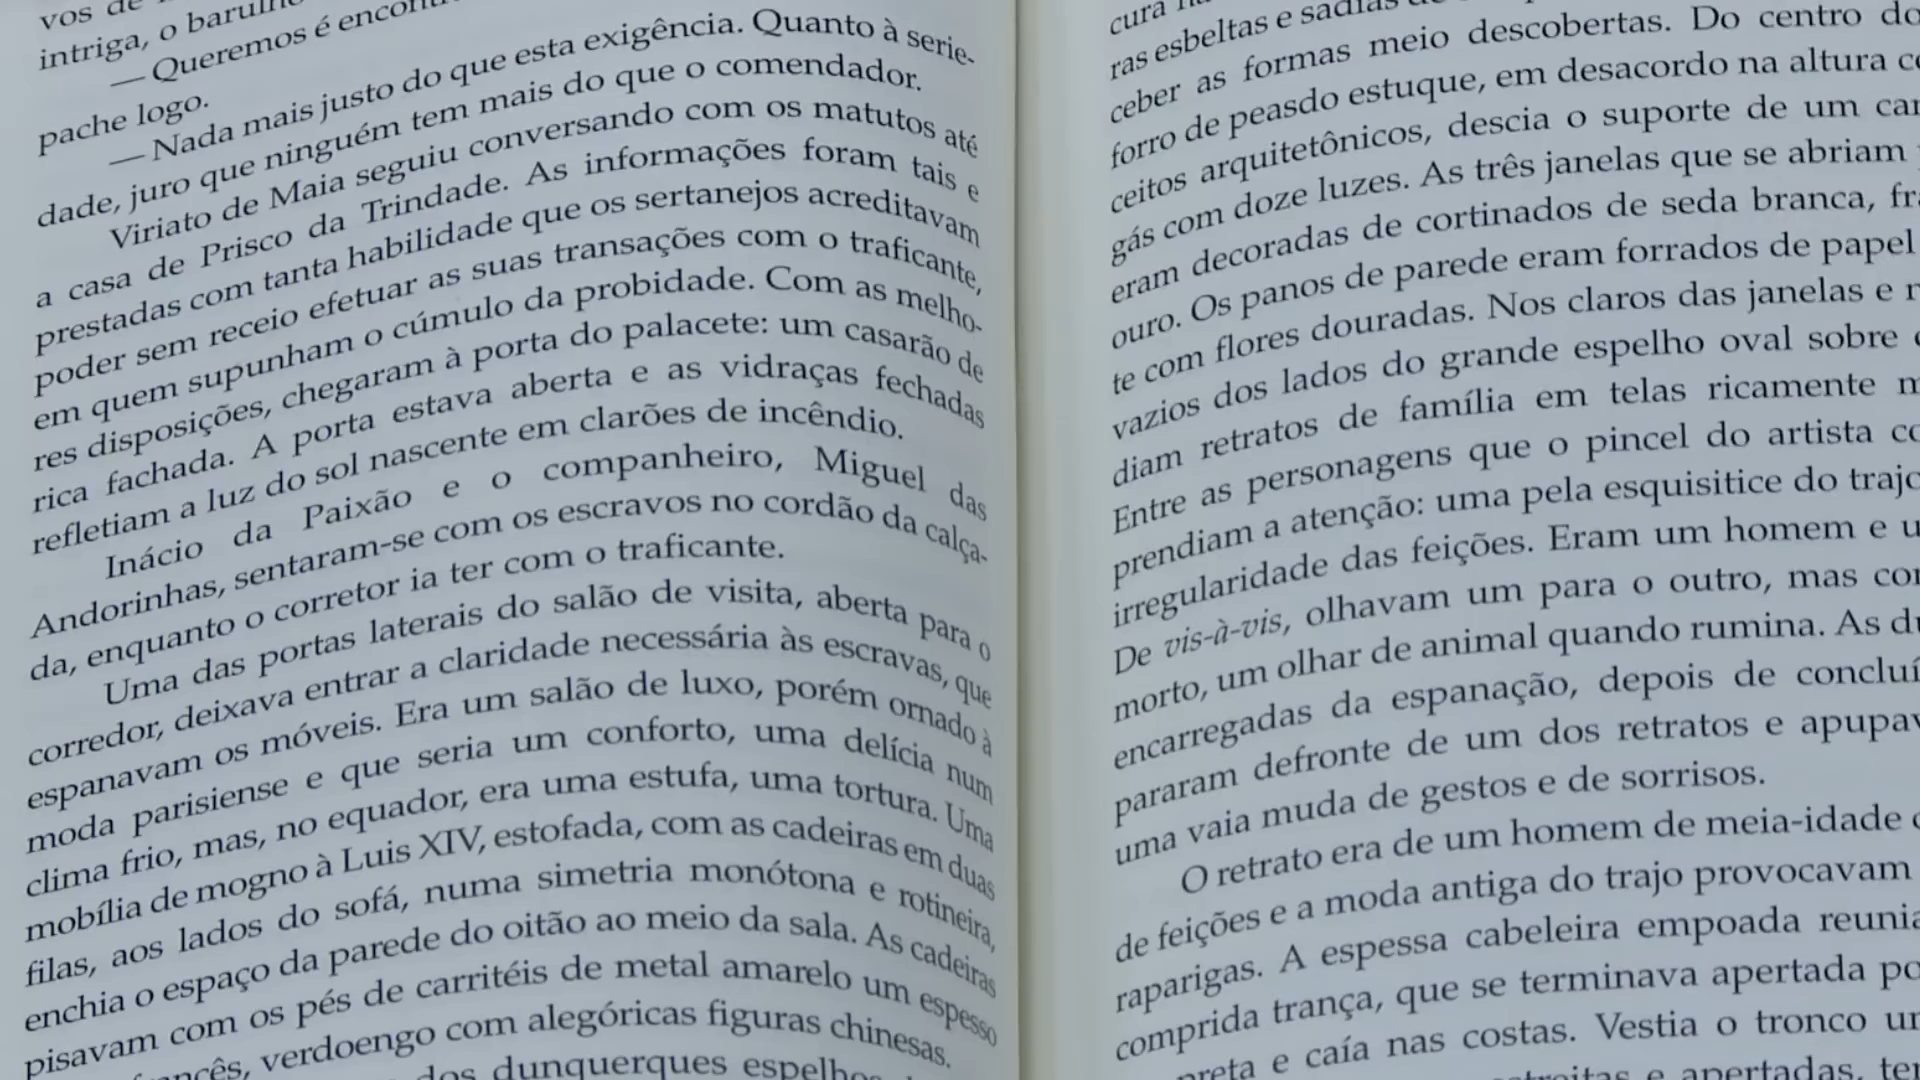 vos de
intriga, o barulho
— Queremos é
pache logo.
— Nada mais justo do que esta exigência. Quanto à serie-
dade, juro que ninguém tem mais do que o comendador.
Viriato de Maia seguiu conversando com os matutos até
a casa de Prisco da Trindade. As informações foram tais e
prestadas com tanta habilidade que os sertanejos acreditavam
poder sem receio efetuar as suas transações com o traficante,
em quem supunham o cúmulo da probidade. Com as melho-
res disposições, chegaram à porta do palacete: um casarão de
rica fachada. A porta estava aberta e as vidraças fechadas
refletiam a luz do sol nascente em clarões de incêndio.
Inácio da Paixão e o companheiro, Miguel das
Andorinhas, sentaram-se com os escravos no cordão da calça-
da, enquanto o corretor ia ter com o traficante.
Uma das portas laterais do salão de visita, aberta para o
corredor, deixava entrar a claridade necessária às escravas, que
espanavam os móveis. Era um salão de luxo, porém ornado à
moda parisiense e que seria um conforto, uma delícia num
clima frio, mas, no equador, era uma estufa, uma tortura. Uma
mobília de mogno à Luis XIV, estofada, com as cadeiras em duas
filas, aos lados do sofá, numa simetria monótona e rotineira,
enchia o espaço da parede do oitão ao meio da sala. As cadeiras
pisavam com os pés de carritéis de metal amarelo um espesso
verdoengo com alegóricas figuras chinesas.
dos dunquerques
cura
ras esbeltas e sadias
ceber as formas meio descobertas. Do centro do
forro de peasdo estuque, em desacordo na altura
ceitos arquitetônicos, descia o suporte de um
gás com doze luzes. As três janelas que se abriam
eram decoradas de cortinados de seda branca,
ouro. Os panos de parede eram forrados de papel
te com flores douradas. Nos claros das janelas e
vazios dos lados do grande espelho oval sobre
diam retratos de família em telas ricamente
Entre as personagens que o pincel do artista
prendiam a atenção: uma pela esquisitice do
irregularidade das feições. Eram um homem e
De vis-à-vis, olhavam um para o outro, mas
morto, um olhar de animal quando rumina. As
encarregadas da espanação, depois de
pararam defronte de um dos retratos e
uma vaia muda de gestos e de sorrisos.
O retrato era de um homem de meia-idade
de feições e a moda antiga do trajo provocavam
raparigas. A espessa cabeleira empoada
comprida trança, que se terminava apertada
preta e caía nas costas. Vestia o tronco
e apertadas,